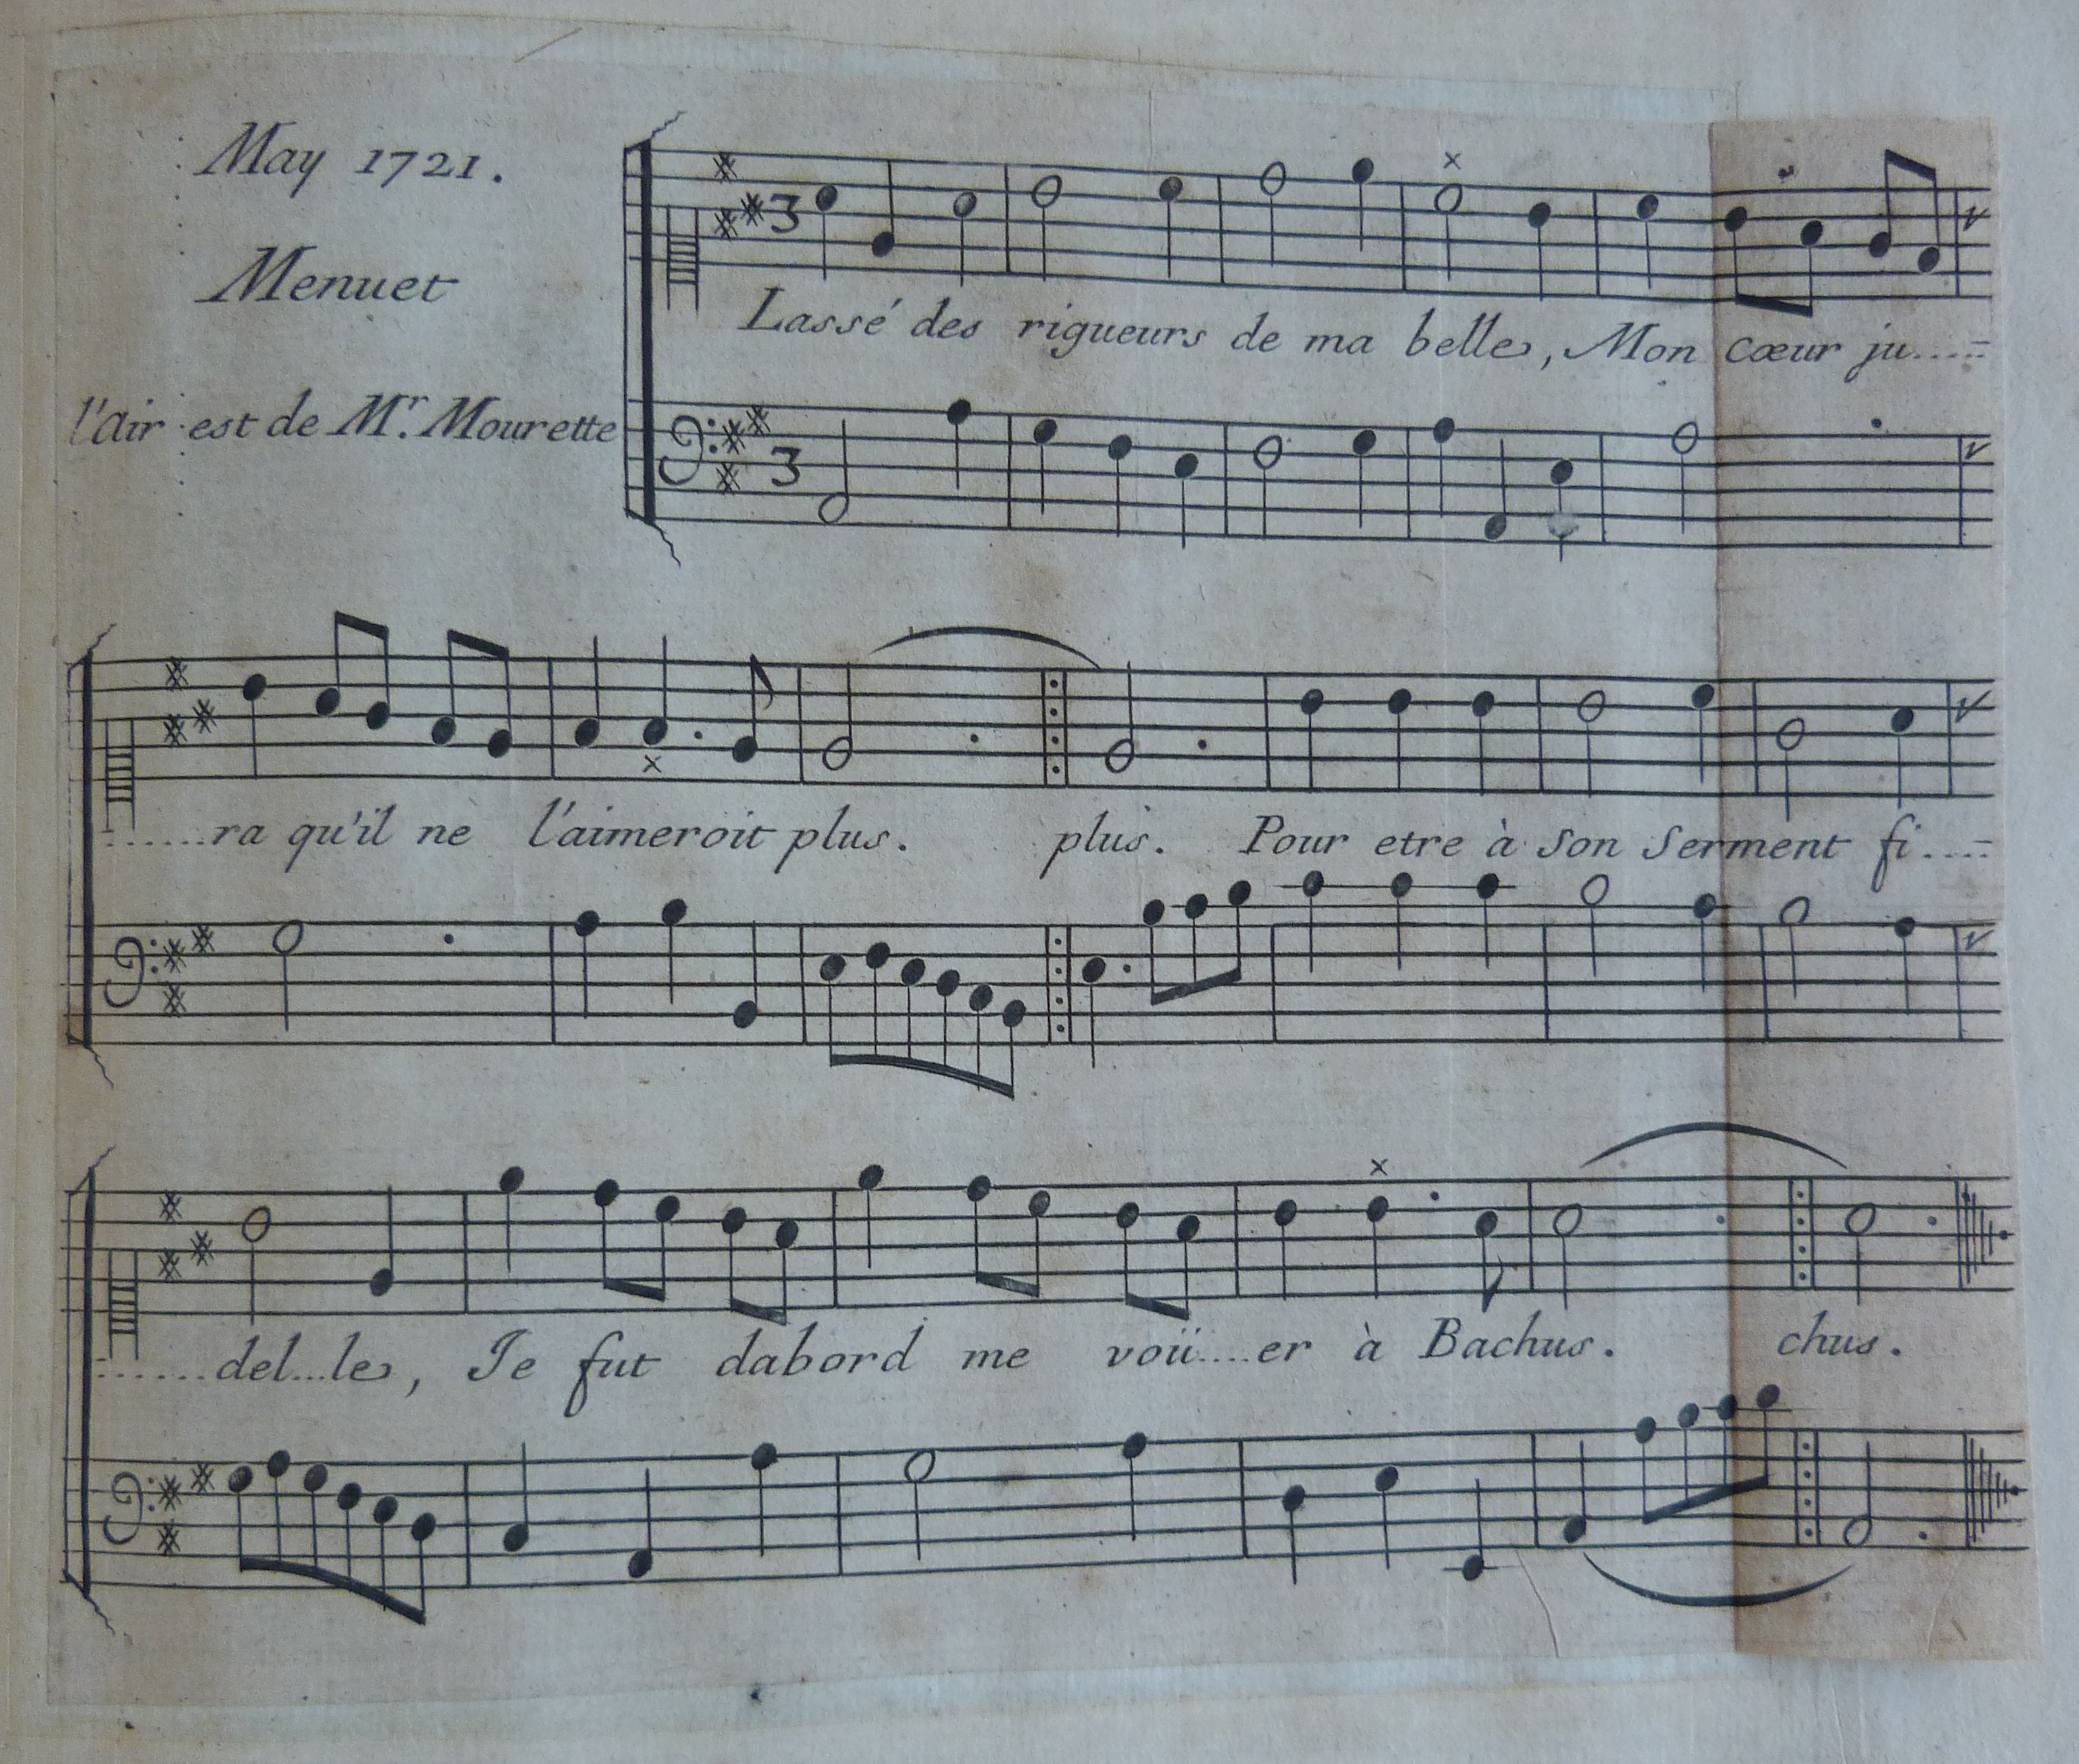 May 1721.
Menuet
l'air est de Mr. Mourette
3
Lassé des rigueurs de ma belle, Mon cœur ju.....
3
......ra qu'il ne l'aimeroit plus. plus. Pour etre à son serment fi....
......del...le, Je fut dabord me voü....er à Bachus. chus.